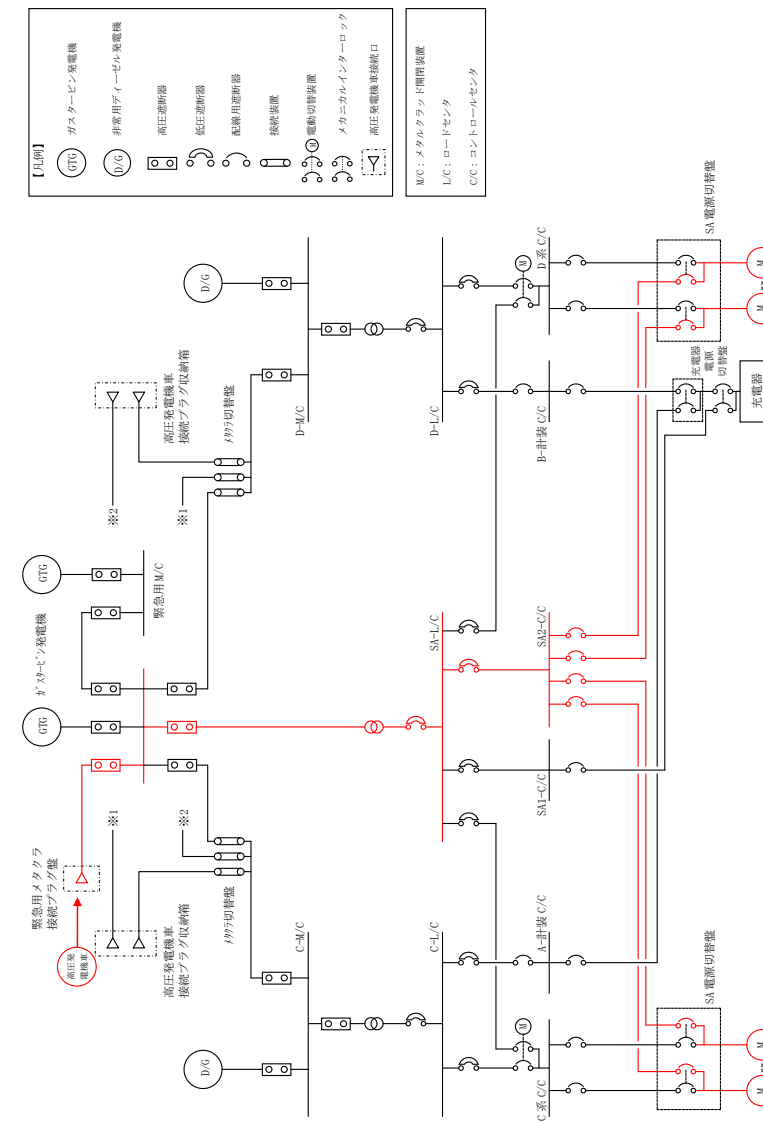 【凡例】
GTG
ガスタービン発電機
D/G
非常用ディーゼル発電機
高圧遮断器
低圧遮断器
配線用遮断器
接続装置
M
電動切替装置
メカニカルインターロック
高圧発電機車接続口
M/C：メタルクラッド開閉装置
L/C：ロードセンタ
C/C：コントロールセンタ
緊急用メタクラ
接続プラグ盤
高圧発
電機車
ガスタービン発電機
GTG
GTG
緊急用M/C
※1
※2
高圧発電機車
接続プラグ収納箱
メタクラ切替盤
※2
※1
高圧発電機車
接続プラグ収納箱
メタクラ切替盤
D/G
D/G
C-M/C
D-M/C
C-L/C
SA-L/C
D-L/C
M
M
C系C/C
A-計装C/C
SA1-C/C
SA2-C/C
B-計装C/C
D系C/C
SA電源切替盤
充電器
電源
切替盤
SA電源切替盤
M
M
充電器
M
M